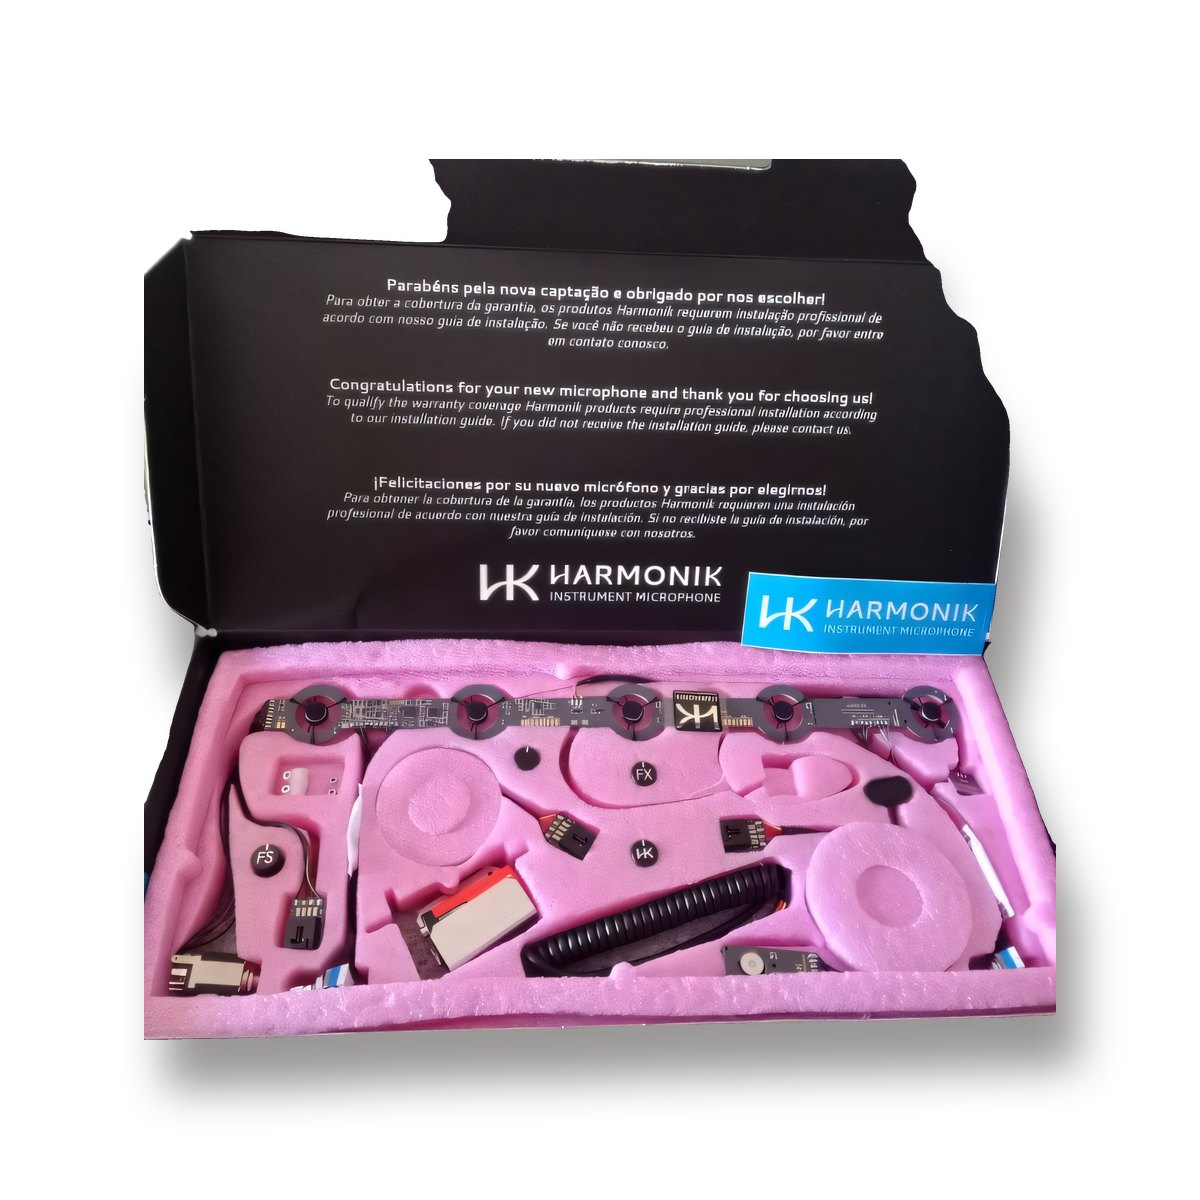 Parabéns pela nova captação e obrigado por nos escolher!
Para obter a cobertura da garantia, os produtos Harmonik requerem instalação profissional de
acordo com nosso guia de instalação. Se você não recebeu o guia de instalação, por favor entre
em contato conosco.
Congratulations for your new microphone and thank you for choosing us!
To qualify the warranty coverage Harmonik products require professional installation according
to our installation guide. If you did not receive the installation guide, please contact us.
¡Felicitaciones por su nuevo micrófono y gracias por elegirnos!
Para obtener la cobertura de la garantía, los productos Harmonik requieren una instalación
profesional de acuerdo con nuestra guía de instalación. Si no recibiste la guía de instalación, por
favor comuníquese con nosotros.
HK HARMONIK
INSTRUMENT MICROPHONE
HK HARMONIK
INSTRUMENT MICROPHONE
HK
FX
FS
HK